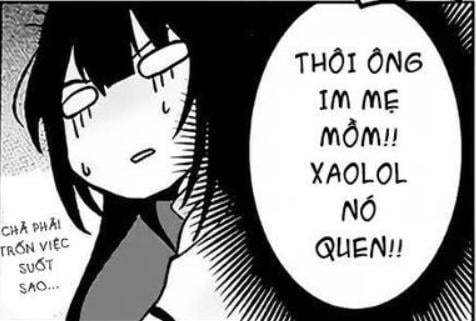 THÔI ÔNG
IM MẸ
MỒM!!
XAOLOL
NÓ
QUEN!!
CHẢ PHẢI
TRỐN VIỆC
SUỐT
SAO...